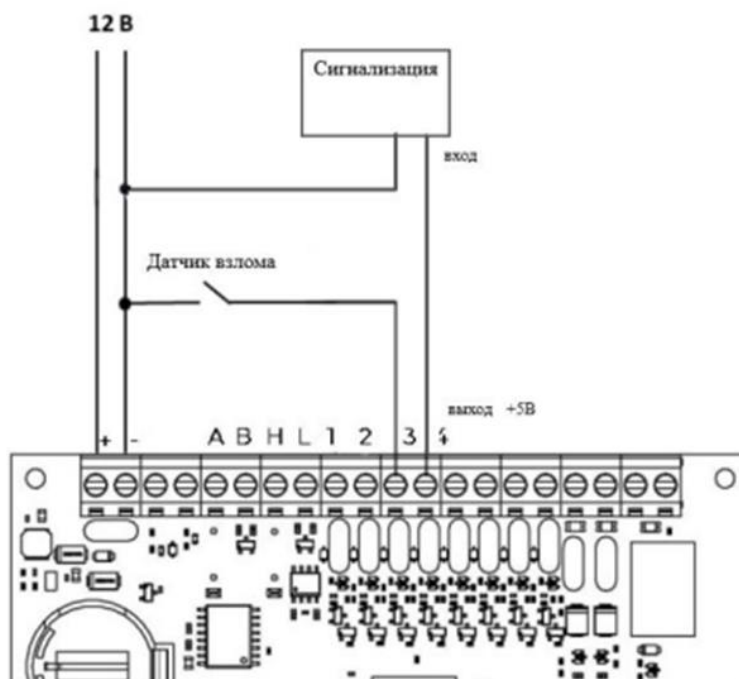 12 В
Сигнализация
вход
Датчик взлома
выход +5В
+ - A B H L 1 2 3 4